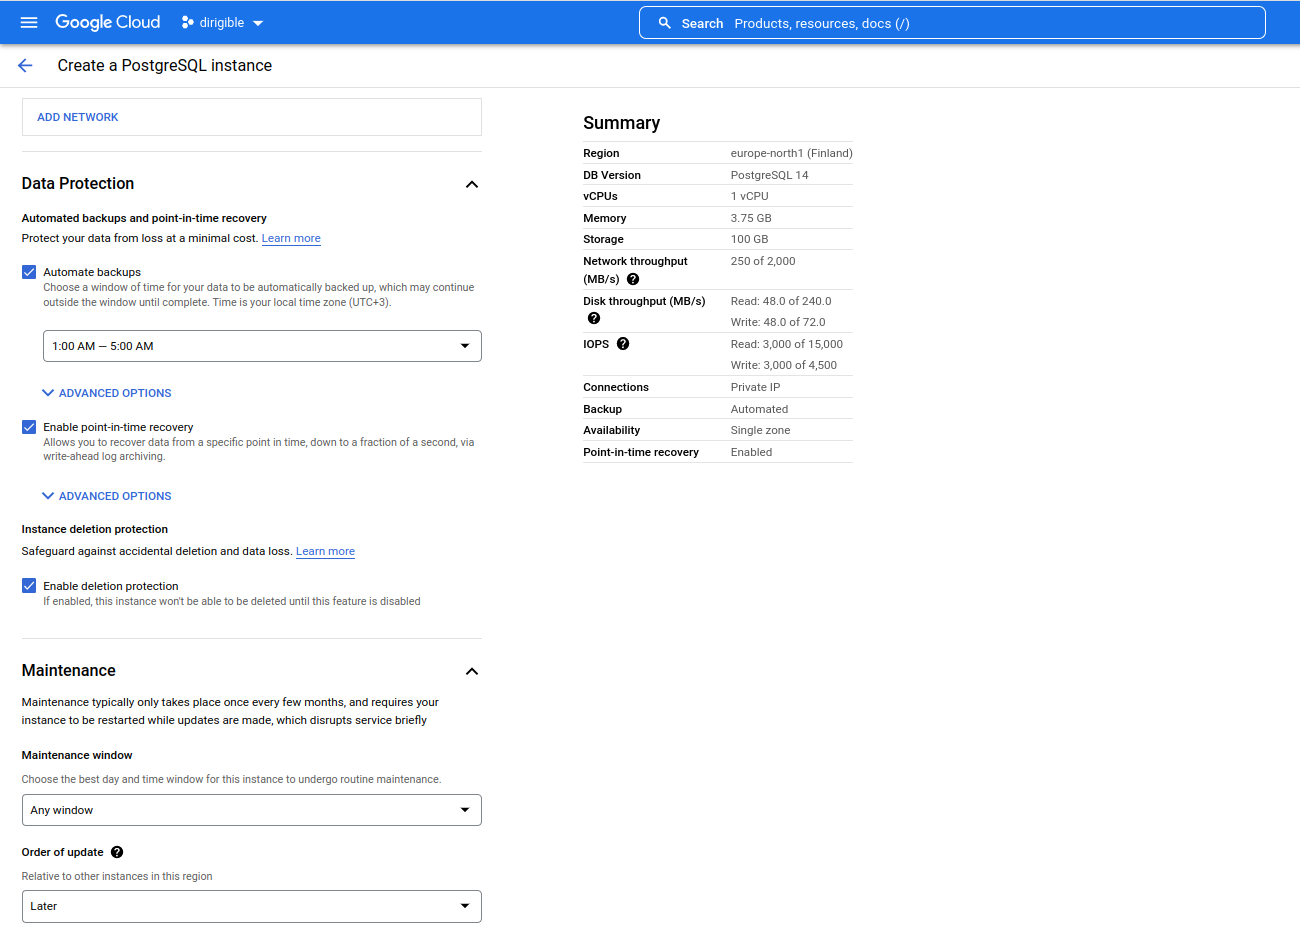 Google Cloud
dirigible
Search Products, resources, docs (/)
Create a PostgreSQL instance
ADD NETWORK
Data Protection
Automated backups and point-in-time recovery
Protect your data from loss at a minimal cost. Learn more
Automate backups
Choose a window of time for your data to be automatically backed up, which may continue
outside the window until complete. Time is your local time zone (UTC+3).
1:00 AM — 5:00 AM
ADVANCED OPTIONS
Enable point-in-time recovery
Allows you to recover data from a specific point in time, down to a fraction of a second, via
write-ahead log archiving.
ADVANCED OPTIONS
Instance deletion protection
Safeguard against accidental deletion and data loss. Learn more
Enable deletion protection
If enabled, this instance won't be able to be deleted until this feature is disabled
Maintenance
Maintenance typically only takes place once every few months, and requires your
instance to be restarted while updates are made, which disrupts service briefly
Maintenance window
Choose the best day and time window for this instance to undergo routine maintenance.
Any window
Order of update ?
Relative to other instances in this region
Later
Summary
Region europe-north1 (Finland)
DB Version PostgreSQL 14
vCPUs 1 vCPU
Memory 3.75 GB
Storage 100 GB
Network throughput 250 of 2,000
(MB/s) ?
Disk throughput (MB/s) Read: 48.0 of 240.0
? Write: 48.0 of 72.0
IOPS ? Read: 3,000 of 15,000
Write: 3,000 of 4,500
Connections Private IP
Backup Automated
Availability Single zone
Point-in-time recovery Enabled